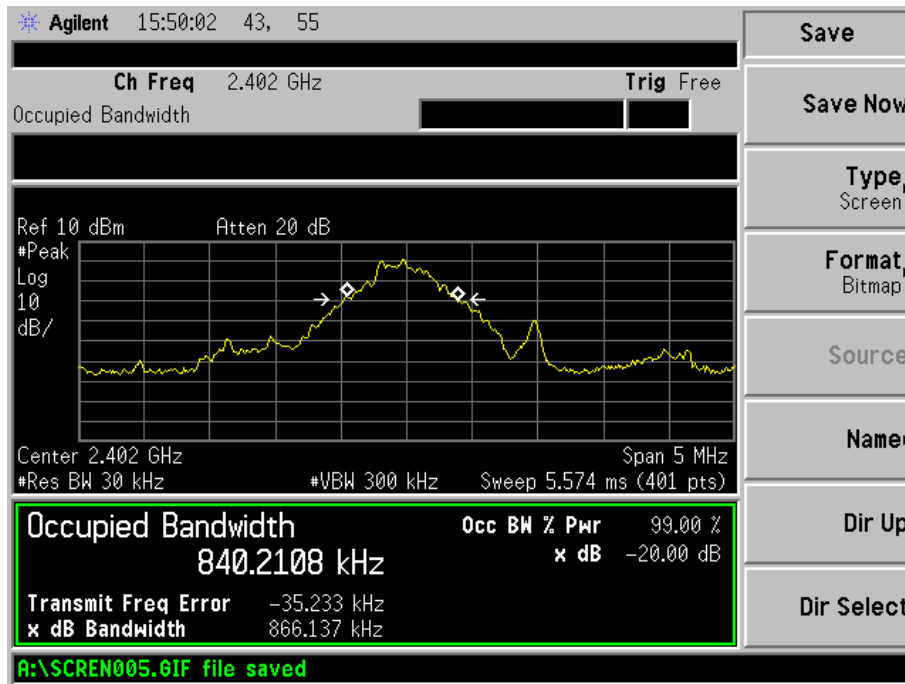 Agilent 15:50:02 43, 55
Save
Ch Freq 2.402 GHz Trig Free
Occupied Bandwidth
Save Now
Type
Screen
Ref 10 dBm Atten 20 dB
#Peak
Log
10
dB/
Format
Bitmap
Source
Name
Center 2.402 GHz Span 5 MHz
#Res BW 30 kHz #VBW 300 kHz Sweep 5.574 ms (401 pts)
Occupied Bandwidth
840.2108 kHz
Occ BW % Pwr 99.00 %
x dB -20.00 dB
Dir Up
Transmit Freq Error -35.233 kHz
x dB Bandwidth 866.137 kHz
Dir Select
A:\SCREN005.GIF file saved